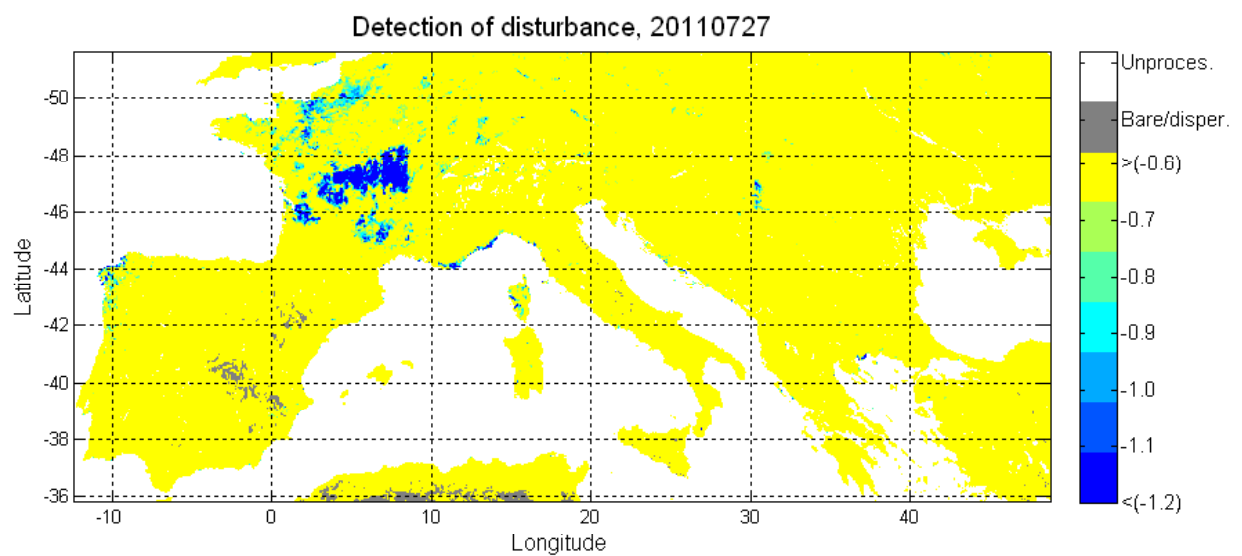 Detection of disturbance, 20110727
Unproces.
-50
Bare/disper.
-48
>(-0.6)
-46
-0.7
-44
-0.8
-42
-0.9
-40
-1.0
-38
-1.1
-36
<(-1.2)
Latitude
-10 0 10 20 30 40
Longitude